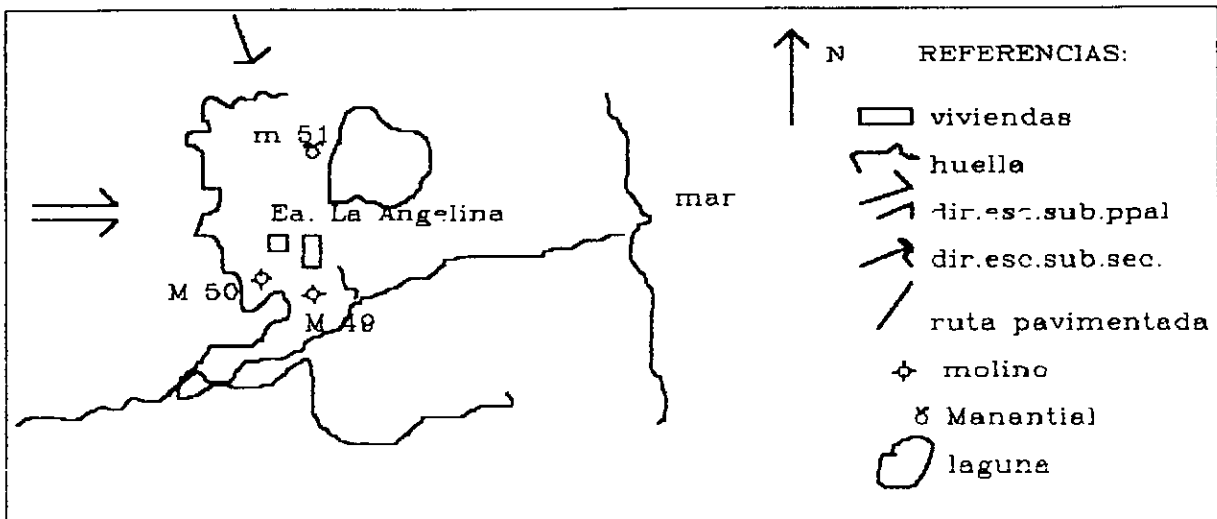 N
REFERENCIAS:
viviendas
huella
dir.esc.sub.ppal
dir.esc.sub.sec.
ruta pavimentada
molino
Manantial
laguna
m 51
Ea. La Angelina
mar
M 50
M 49